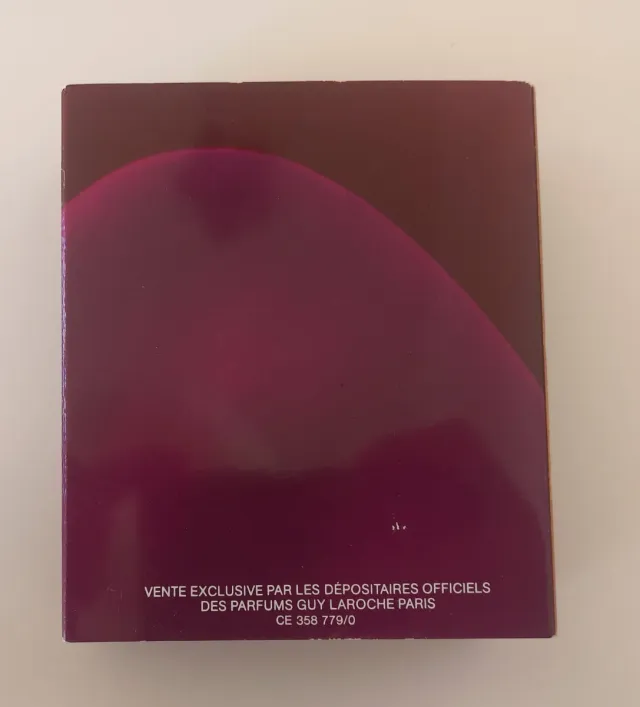 VENTE EXCLUSIVE PAR LES DÉPOSITAIRES OFFICIELS
DES PARFUMS GUY LAROCHE PARIS
CE 358 779/0